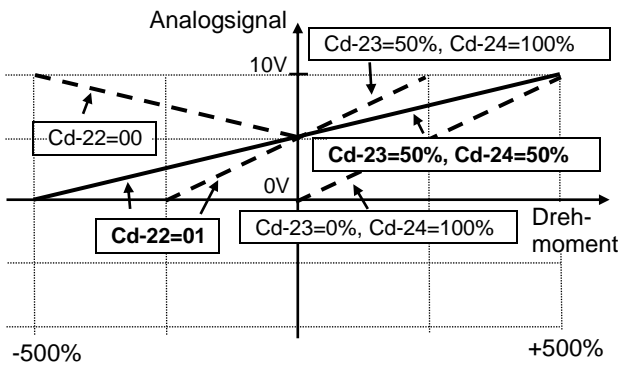 Analogsignal
Cd-23=50%, Cd-24=100%
10V
Cd-22=00
Cd-23=50%, Cd-24=50%
0V
Cd-22=01
Cd-23=0%, Cd-24=100%
Dreh-
moment
-500%
+500%